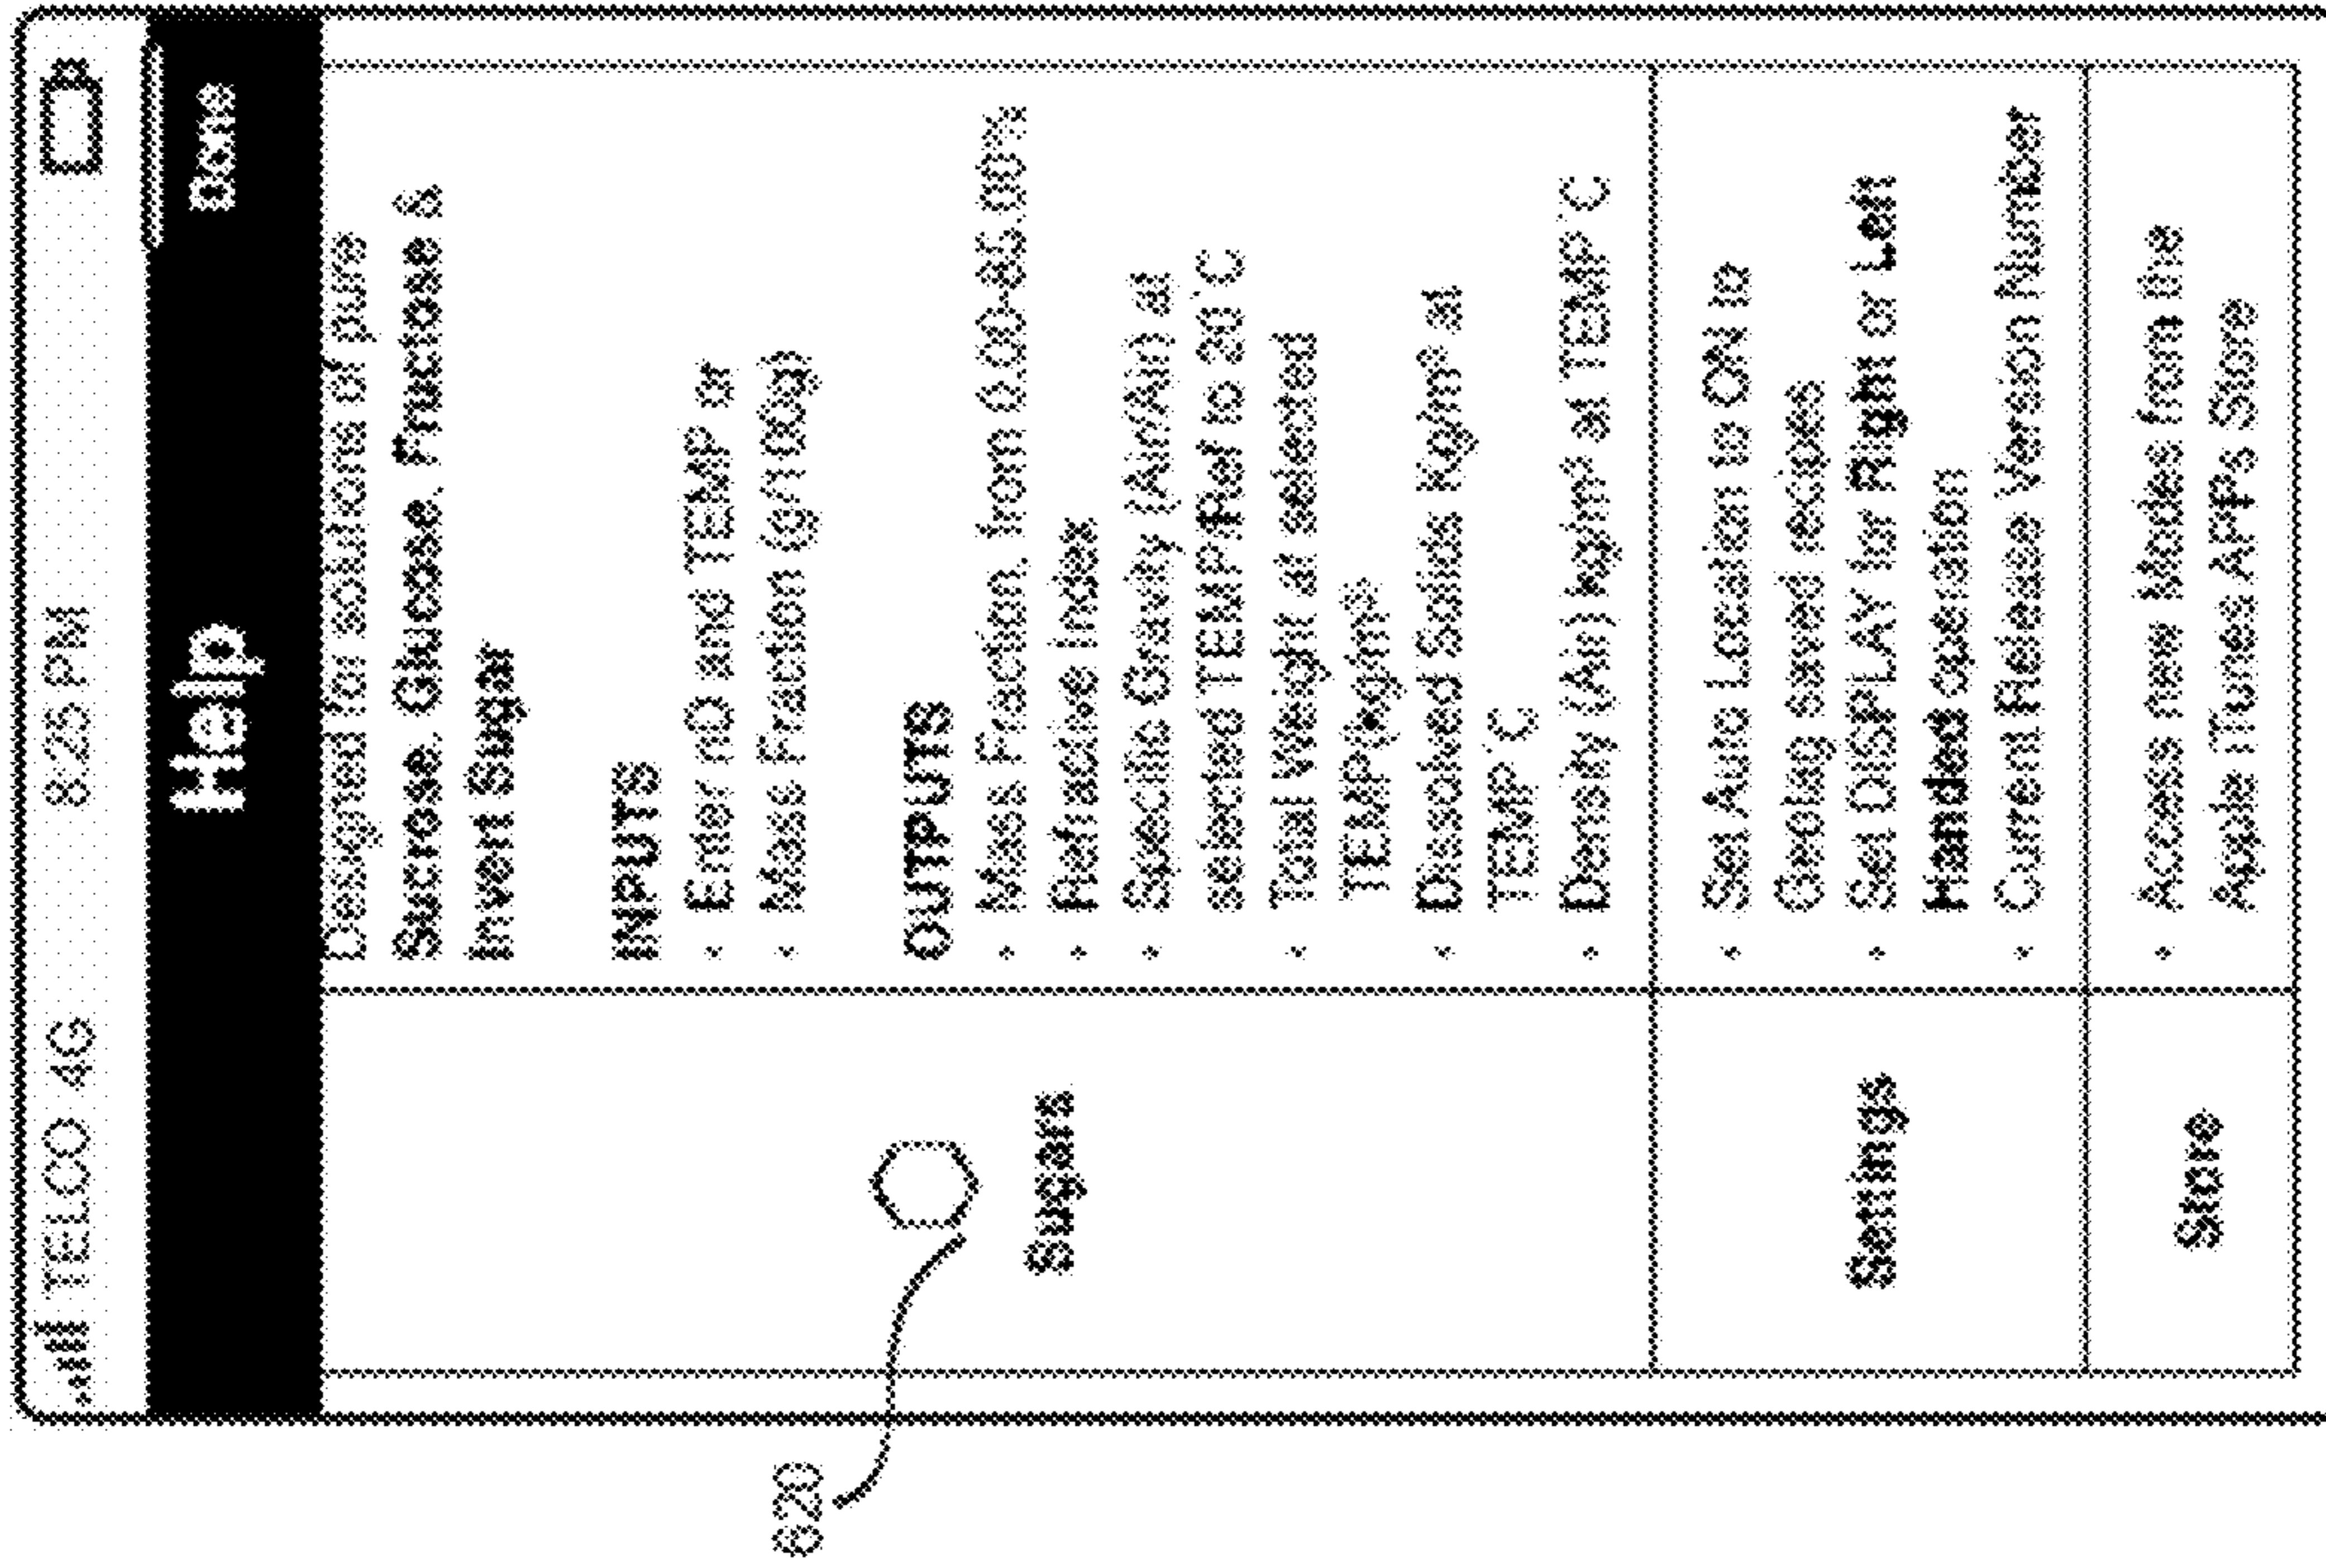 TELCO 4G 8:25 PM
Help
Done
Designed for solutions of pure
Sucrose, Glucose, Fructose &
Invert Sugar
INPUTS
• Enter nD and TEMP or
• Mass Fraction (g/100g)
OUTPUTS
• Mass Fraction, from 0.00-85.00%
• Refractive Index
• Specific Gravity (Air/Air) at
selected TEMP/Ref to 20°C
• Total Weight at selected
TEMP(kg/m³)
• Dissolved Solids Kg/m³ at
TEMP°C
• Density (Air) kg/m³ at TEMP°C
Sugars
• Set Auto Location to ON to
Geotag saved recipes
• Set DISPLAY for Right or Left
Handed operation
• Current Release Version Number
Settings
• Access new Modes from the
Apple iTunes APPs Store
Store
620